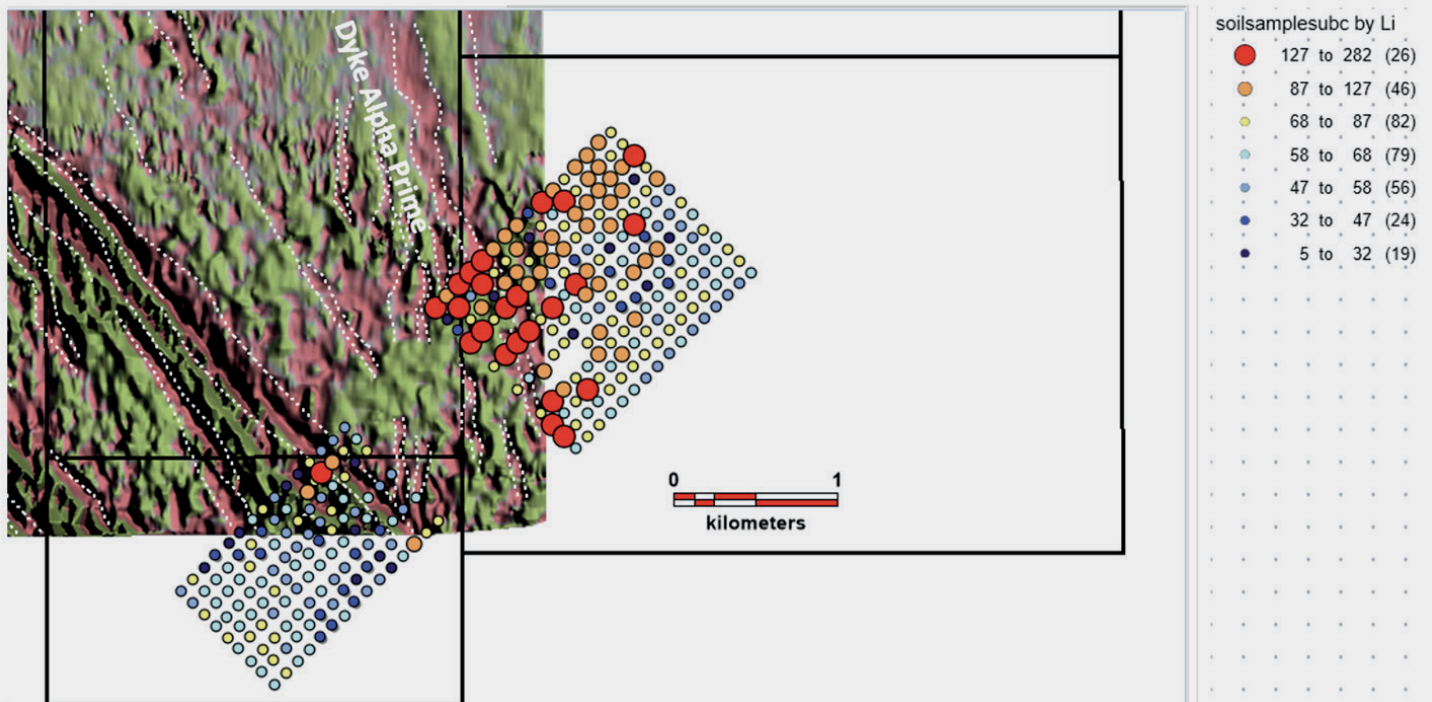 Dyke Alpha Prime
soilsamplesubc by Li
127 to 282 (26)
87 to 127 (46)
68 to 87 (82)
58 to 68 (79)
47 to 58 (56)
32 to 47 (24)
5 to 32 (19)
0 1
kilometers